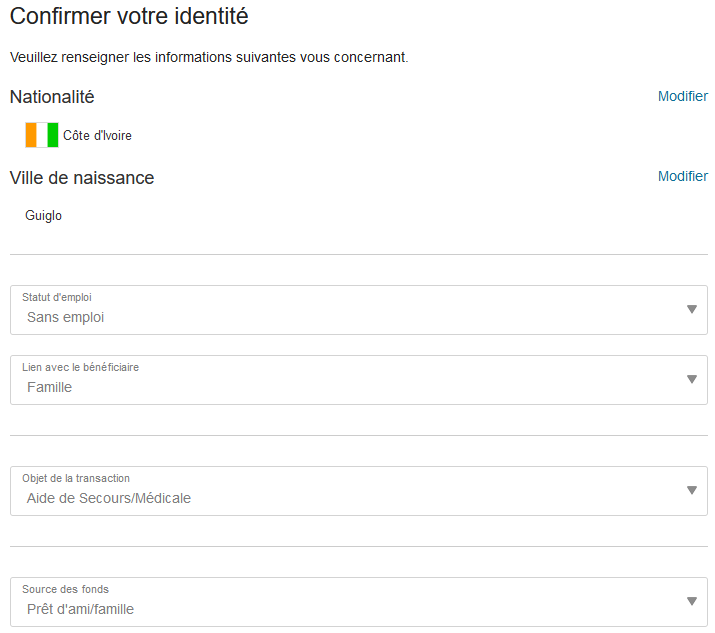 Confirmer votre identité
Veuillez renseigner les informations suivantes vous concernant.
Nationalité
Modifier
Côte d'Ivoire
Ville de naissance
Modifier
Guiglo
Statut d'emploi
Sans emploi
Lien avec le bénéficiaire
Famille
Objet de la transaction
Aide de Secours/Médicale
Source des fonds
Prêt d'ami/famille